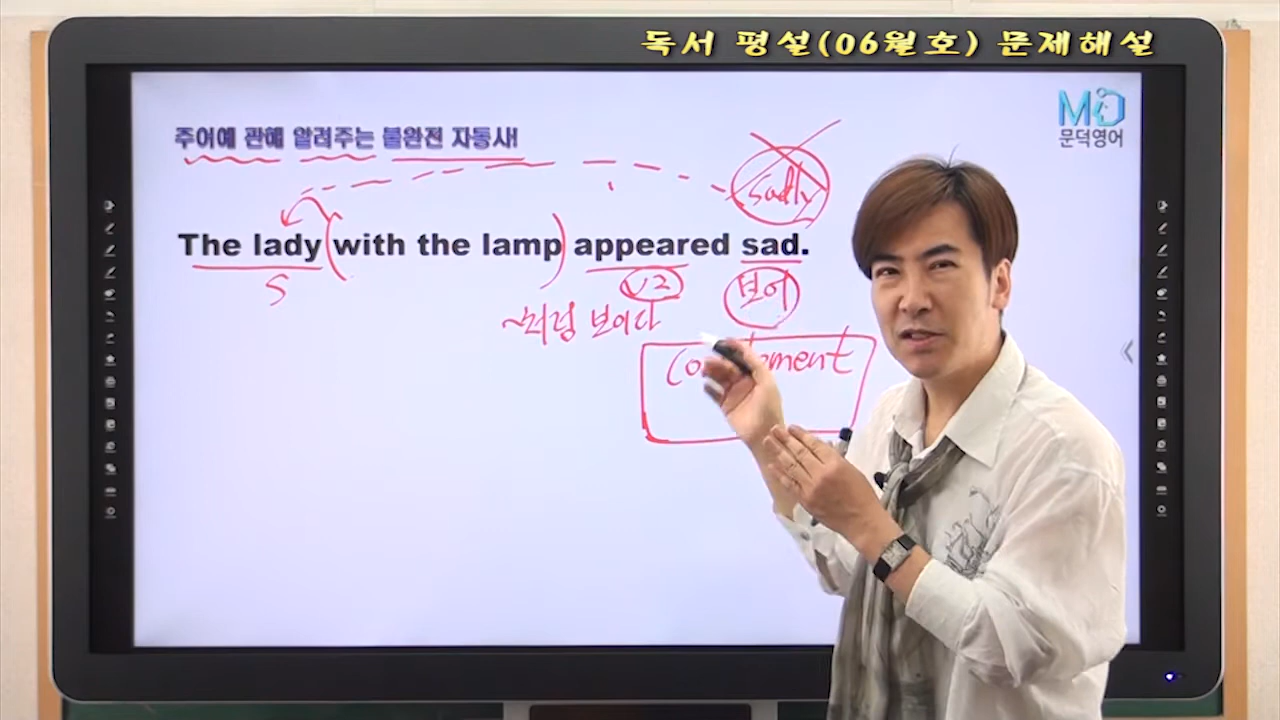 독서 평설(06월호) 문제해설
MD
문덕영어
주어에 관해 알려주는 불완전 자동사!
sadly
The lady (with the lamp) appeared sad.
S
v2
보어
~처럼 보이다